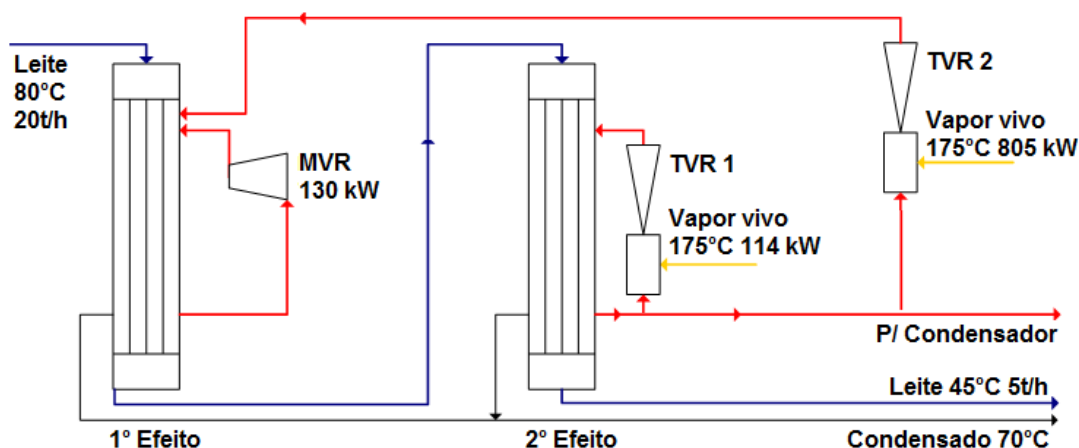 Leite
80°C
20t/h
MVR
130 kW
TVR 1
Vapor vivo
175°C 114 kW
TVR 2
Vapor vivo
175°C 805 kW
P/ Condensador
Leite 45°C 5t/h
1° Efeito
2° Efeito
Condensado 70°C